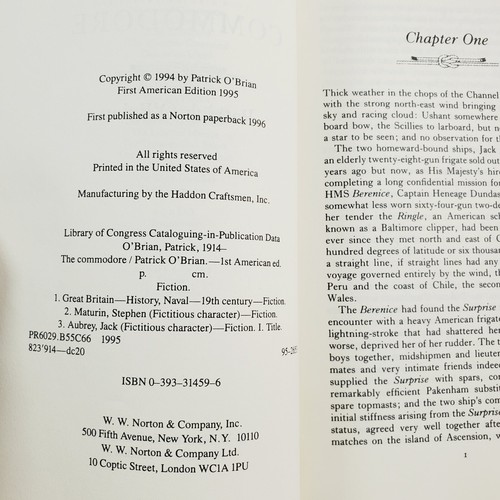 Copyright © 1994 by Patrick O'Brian
First American Edition 1995
First published as a Norton paperback 1996
All rights reserved
Printed in the United States of America
Manufacturing by the Haddon Craftsmen, Inc.
Library of Congress Cataloguing-in-Publication Data
O'Brian, Patrick, 1914–
The commodore / Patrick O'Brian.—1st American ed.
p. cm.
Fiction.
1. Great Britain—History, Naval—19th century—Fiction.
2. Maturin, Stephen (Fictitious character)—Fiction.
3. Aubrey, Jack (Fictitious character)—Fiction. I. Title.
PR6029.B55C66 1995
823'914—dc20 95-265
ISBN 0–393–31459–6
W. W. Norton & Company, Inc.
500 Fifth Avenue, New York, N.Y. 10110
W. W. Norton & Company Ltd.
10 Coptic Street, London WC1A 1PU
Chapter One
Thick weather in the chops of the Channel
with the strong north-east wind bringing
sky and racing cloud: Ushant somewhere
board bow, the Scillies to larboard, but no
a star to be seen; and no observation for
The two homeward-bound ships, Jack
an elderly twenty-eight-gun frigate sold out
years ago but now, as His Majesty's hire
completing a long confidential mission for
HMS Berenice, Captain Heneage Dundas
somewhat less worn sixty-four-gun two-de
her tender the Ringle, an American sch
known as a Baltimore clipper, had been
ever since they met north and east of C
hundred degrees of latitude or six thousan
a straight line, if straight lines had any
voyage governed entirely by the wind, th
Peru and the coast of Chile, the secon
Wales.
The Berenice had found the Surprise
encounter with a heavy American frigate
lightning-stroke that had shattered her
worse, deprived her of her rudder. The t
boys together, midshipmen and lieuten
mates and very intimate friends indeed
supplied the Surprise with spars, cor
remarkably efficient Pakenham substit
spare topmasts; and the two ship's com
initial stiffness arising from the Surprise
status, agreed very well together afte
matches on the island of Ascension, w
1